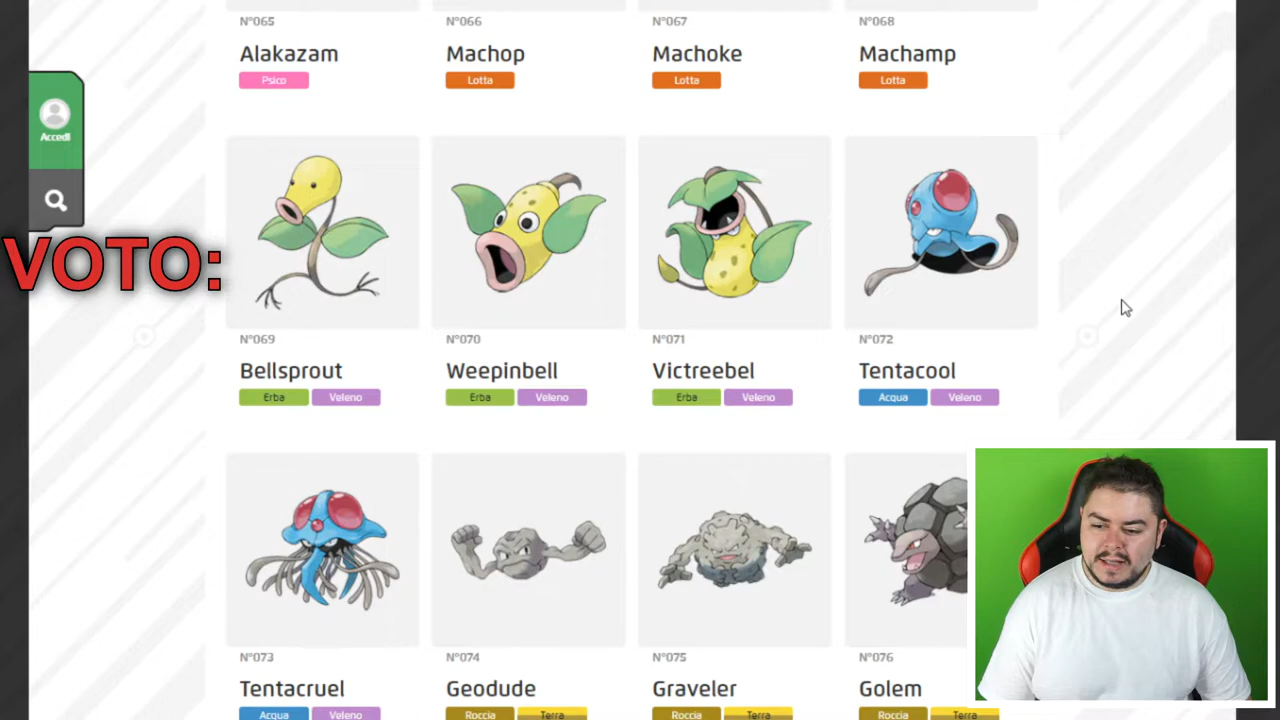 N°065 N°066 N°067 N°068
Alakazam Machop Machoke Machamp
Psico Lotta Lotta Lotta
Accedi
VOTO:
N°069 N°070 N°071 N°072
Bellsprout Weepinbell Victreebel Tentacool
Erba Veleno Erba Veleno Erba Veleno Acqua Veleno
N°073 N°074 N°075 N°076
Tentacruel Geodude Graveler Golem
Acqua Veleno Roccia Terra Roccia Terra Roccia Terra